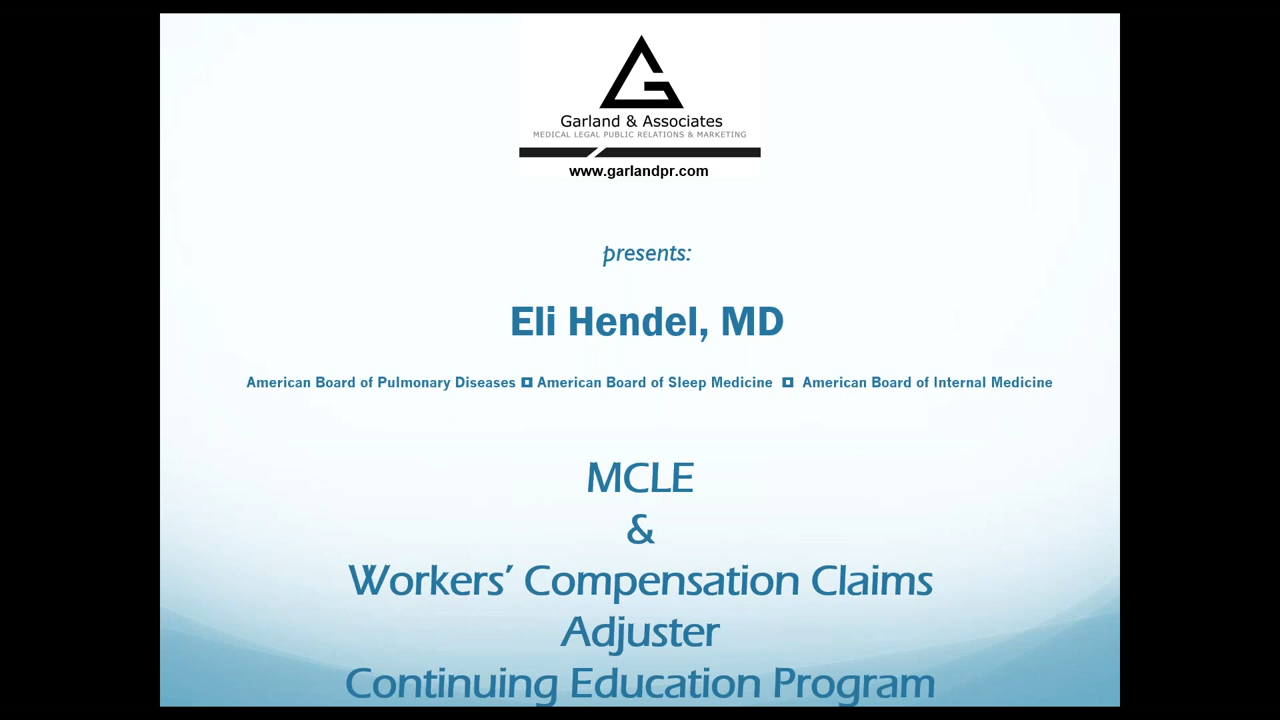 Garland & Associates
MEDICAL LEGAL PUBLIC RELATIONS & MARKETING
www.garlandpr.com
presents:
Eli Hendel, MD
American Board of Pulmonary Diseases ◘ American Board of Sleep Medicine ◘ American Board of Internal Medicine
MCLE
&
Workers’ Compensation Claims
Adjuster
Continuing Education Program